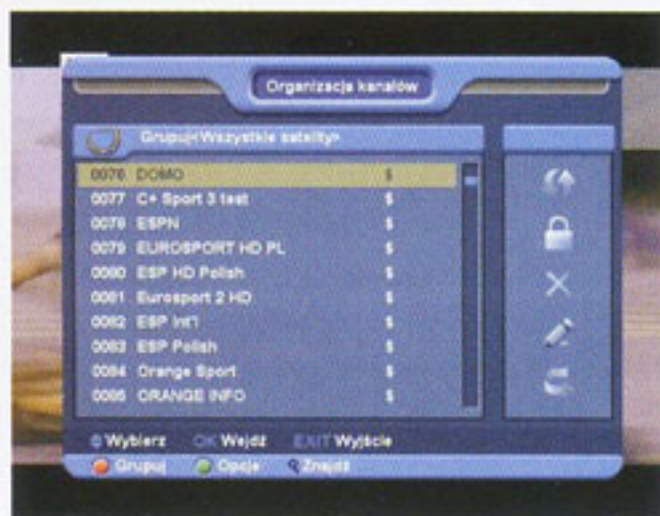 Organizacja kanałów
Grupuj<Wszystkie satelity>
0076 DOMO $
0077 C+ Sport 3 test $
0078 ESPN $
0079 EUROSPORT HD PL $
0080 ESP HD Polish $
0081 Eurosport 2 HD $
0082 ESP Int'l $
0083 ESP Polish $
0084 Orange Sport $
0085 ORANGE INFO $
Wybierz OK Wejdź EXIT Wyjście
Grupuj Opcje Znajdź